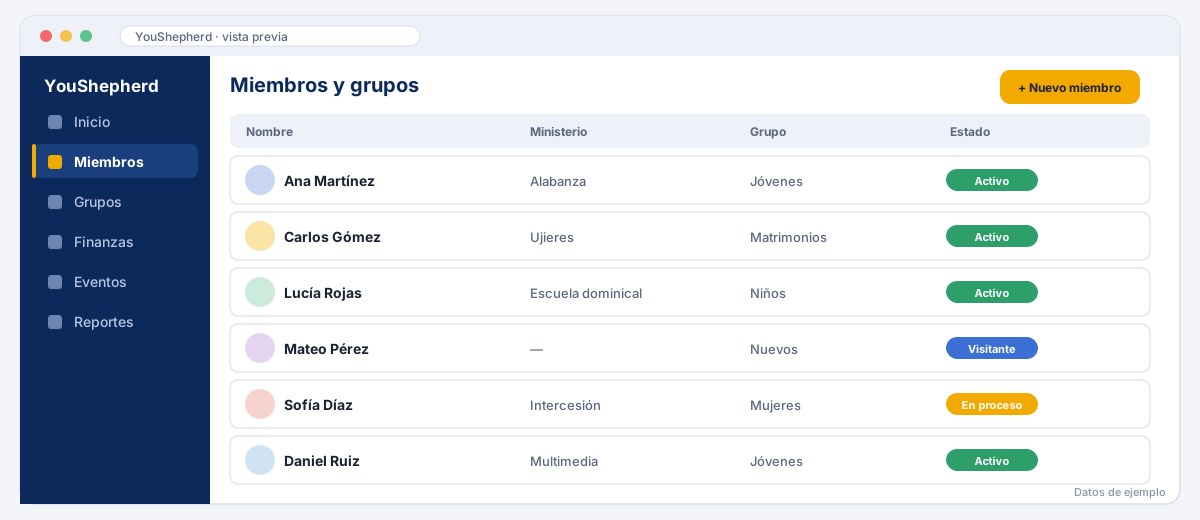 YouShepherd · vista previa
YouShepherd
Inicio
Miembros
Grupos
Finanzas
Eventos
Reportes
Miembros y grupos
+ Nuevo miembro
Nombre Ministerio Grupo Estado
Ana Martínez Alabanza Jóvenes Activo
Carlos Gómez Ujieres Matrimonios Activo
Lucía Rojas Escuela dominical Niños Activo
Mateo Pérez — Nuevos Visitante
Sofía Díaz Intercesión Mujeres En proceso
Daniel Ruiz Multimedia Jóvenes Activo
Datos de ejemplo